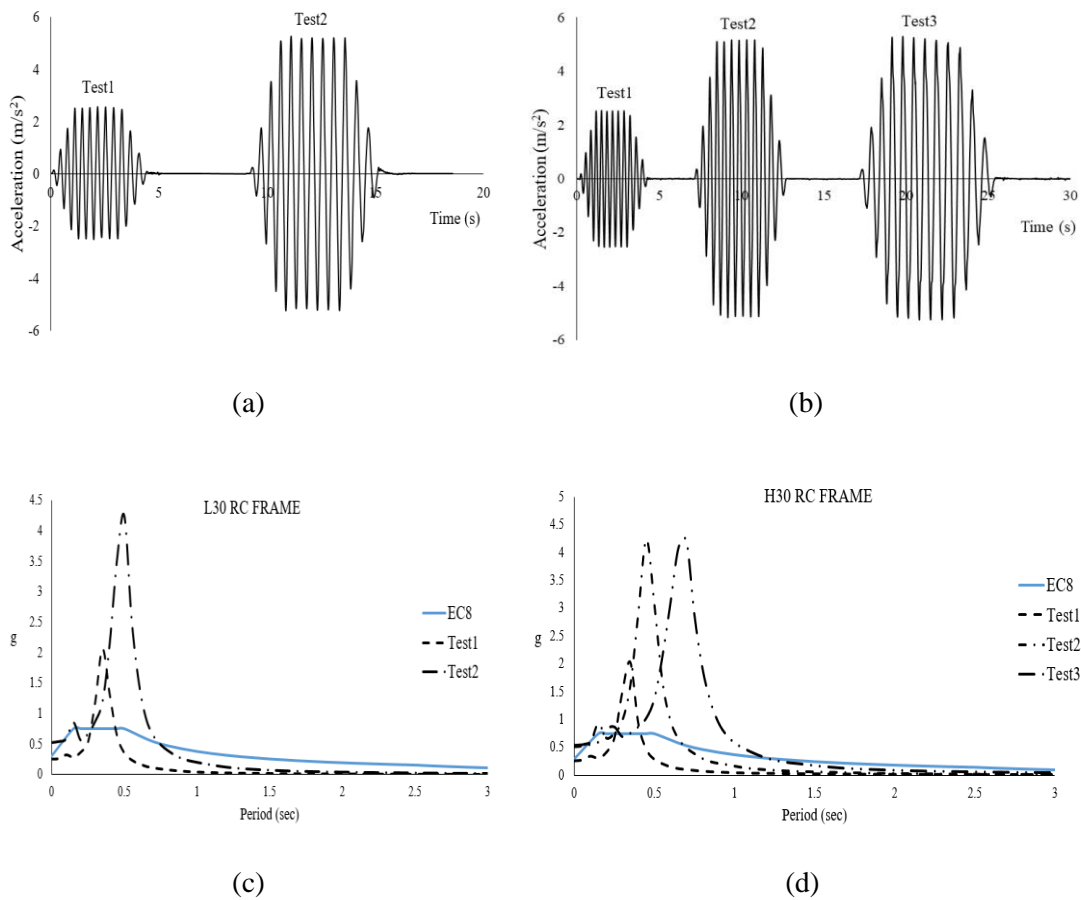 Test2
Test1
Acceleration (m/s²)
6
4
2
0
-2
-4
-6
0
5
10
15
20
Time (s)
(a)
Test1
Test2
Test3
Acceleration (m/s²)
6
4
2
0
-2
-4
-6
0
5
10
15
20
25
30
Time (s)
(b)
L30 RC FRAME
g
4.5
4
3.5
3
2.5
2
1.5
1
0.5
0
0
0.5
1
1.5
2
2.5
3
Period (sec)
EC8
Test1
Test2
(c)
H30 RC FRAME
g
5
4.5
4
3.5
3
2.5
2
1.5
1
0.5
0
0
0.5
1
1.5
2
2.5
3
Period (sec)
EC8
Test1
Test2
Test3
(d)